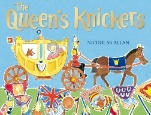 The Queen's Knickers
NICHOLAS ALLAN